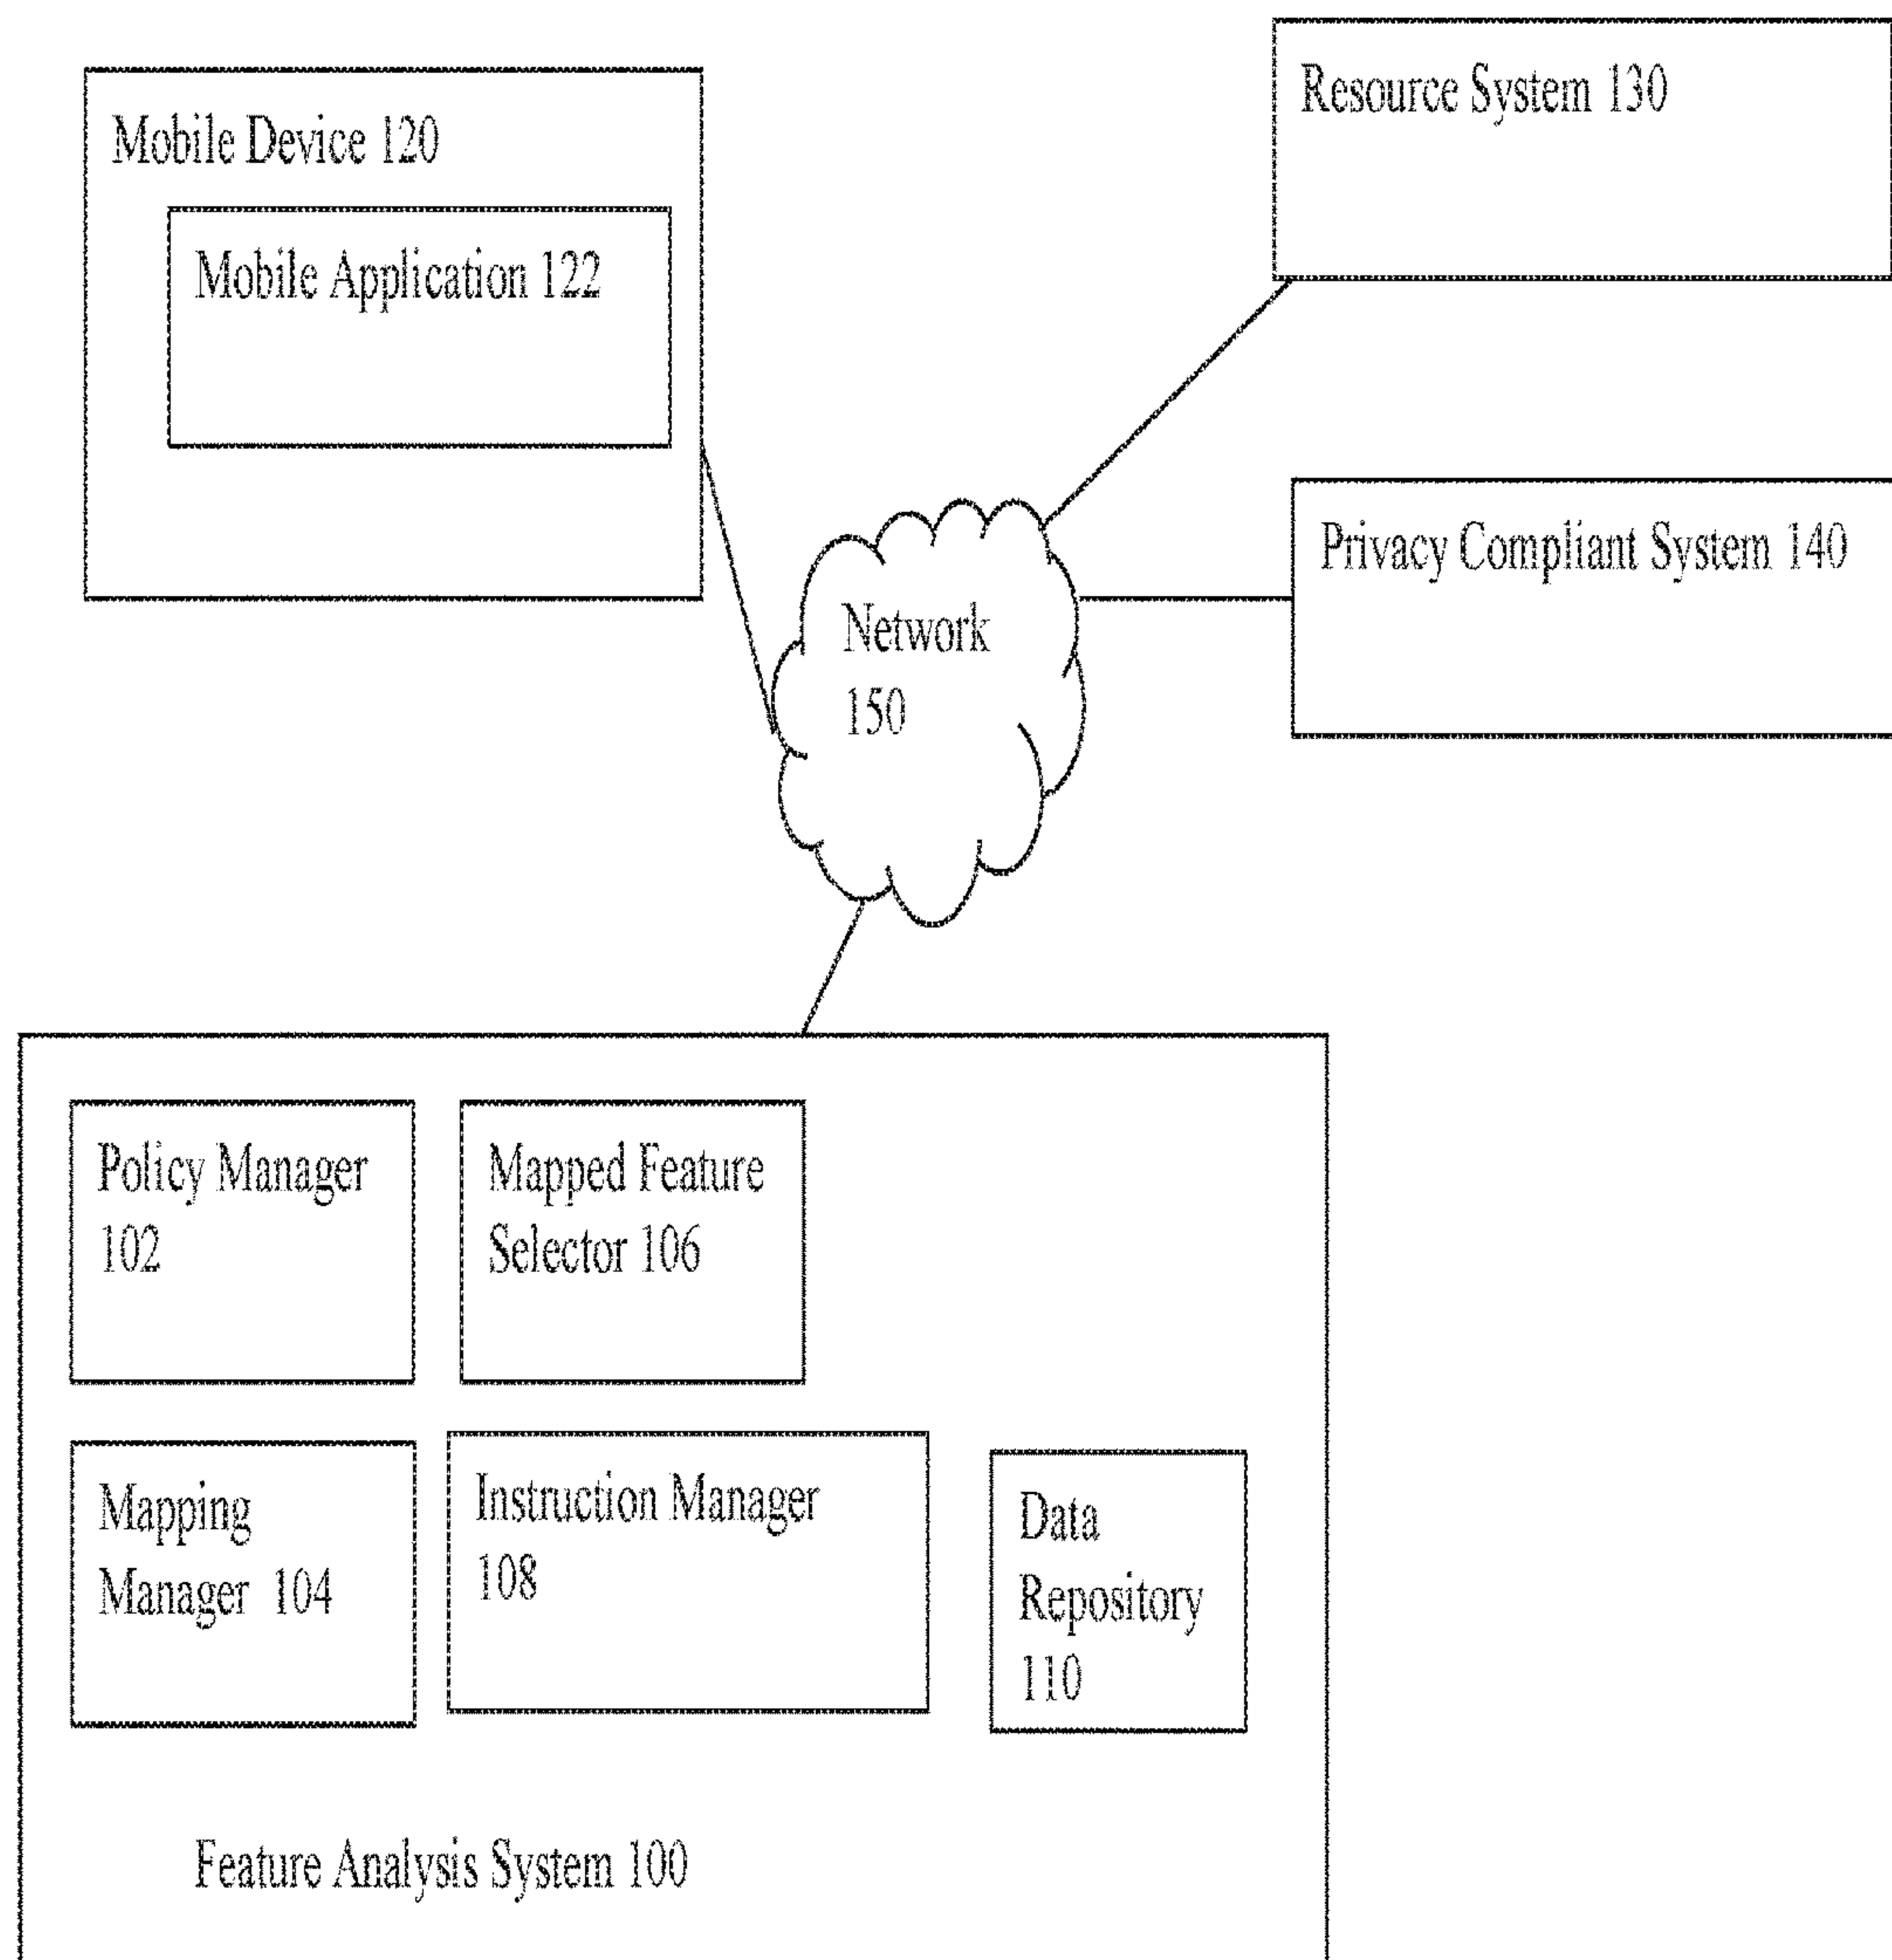 Resource System 130
Mobile Device 120
Mobile Application 122
Privacy Compliant System 140
Network
150
Policy Manager
102
Mapped Feature
Selector 106
Mapping
Manager 104
Instruction Manager
108
Data
Repository
110
Feature Analysis System 100